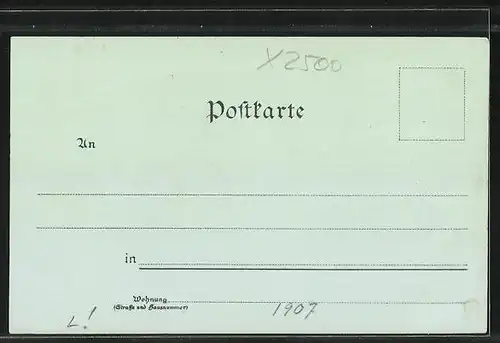 X2500
Postkarte
An
in
Wohnung
(Straße und Hausnummer)
1907
L!